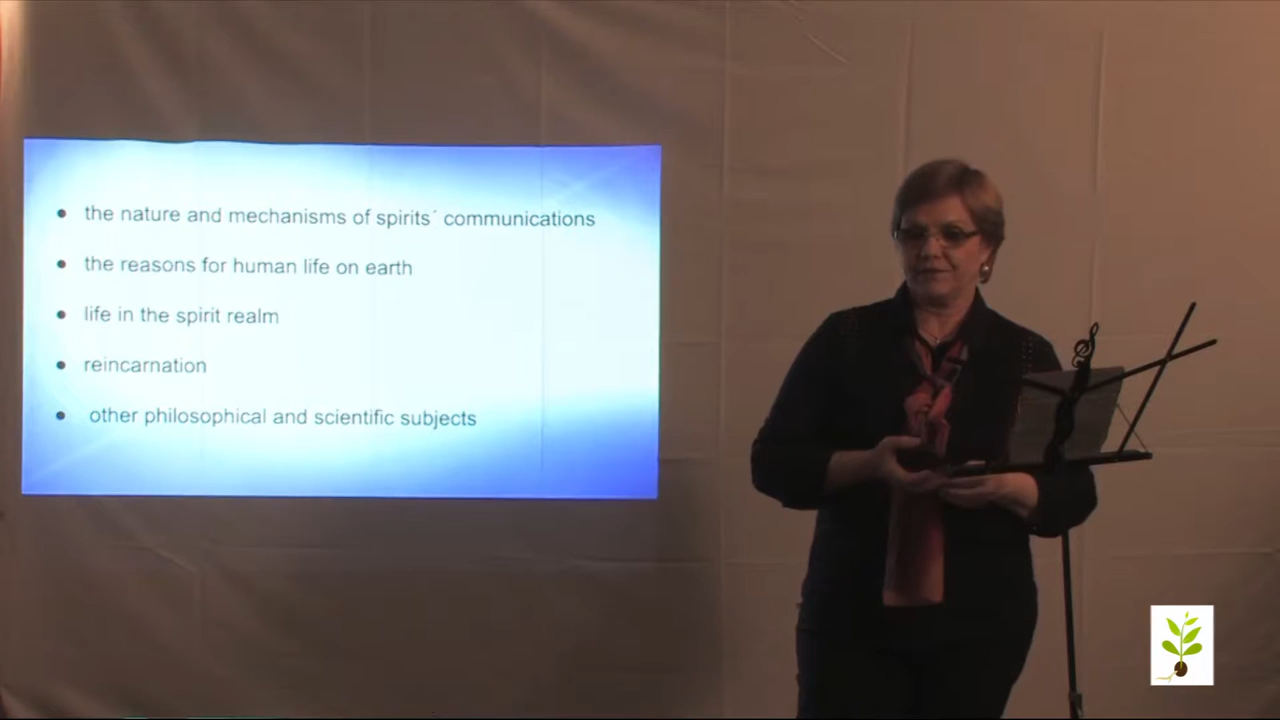 • the nature and mechanisms of spirits´ communications
• the reasons for human life on earth
• life in the spirit realm
• reincarnation
• other philosophical and scientific subjects